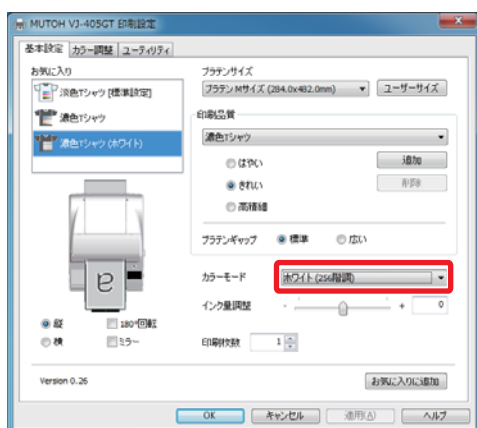 MUTOH VJ-405GT 印刷設定
基本設定 カラー調整 ユーティリティ
お気に入り
淡色Tシャツ [標準設定]
濃色Tシャツ
濃色Tシャツ (ホワイト)
プラテンサイズ
プラテン Mサイズ (284.0x482.0mm) ユーザーサイズ
印刷品質
濃色Tシャツ
はやい 追加
きれい 削除
高精細
プラテンギャップ 標準 広い
カラーモード ホワイト (256階調)
インク量調整 - + 0
縦 180°回転
横 ミラー
印刷枚数 1
a
Version 0.26
お気に入りに追加
OK キャンセル 適用(A) ヘルプ